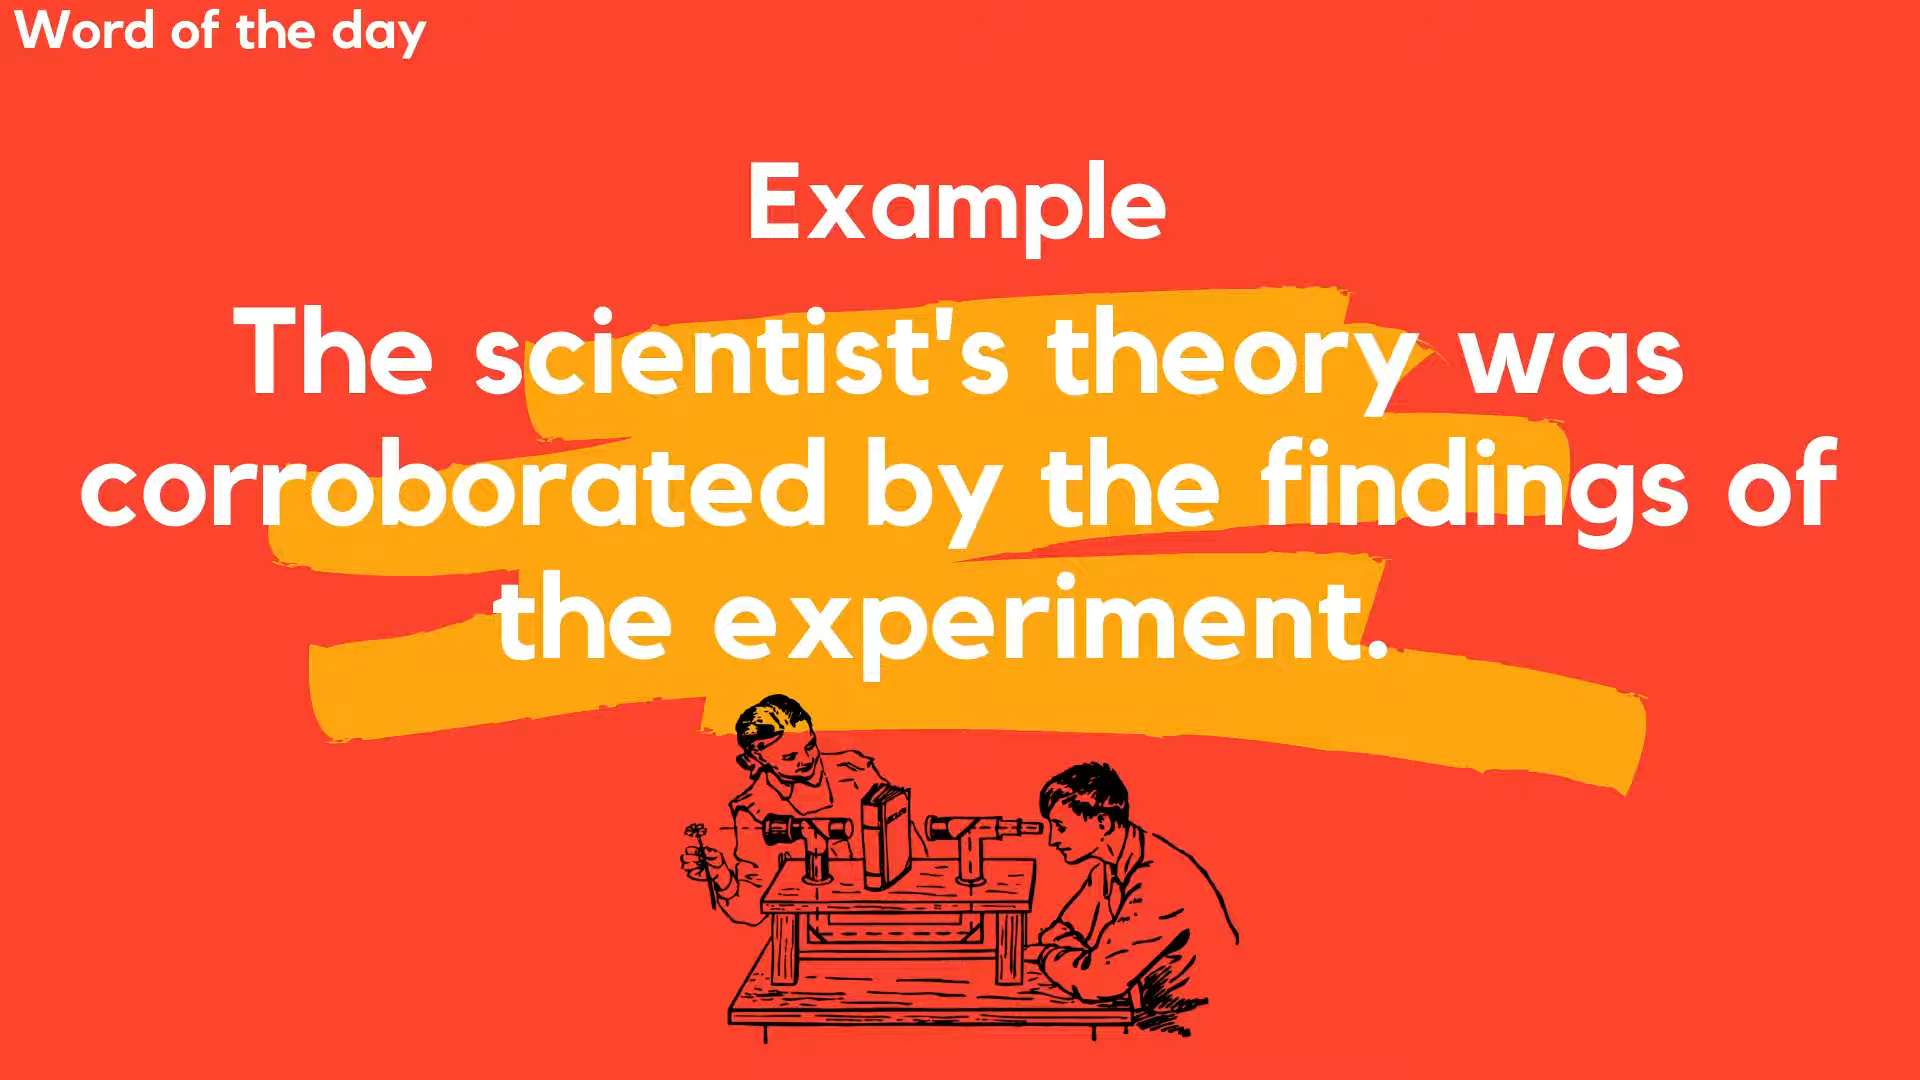 Word of the day
Example
The scientist's theory was
corroborated by the findings of
the experiment.